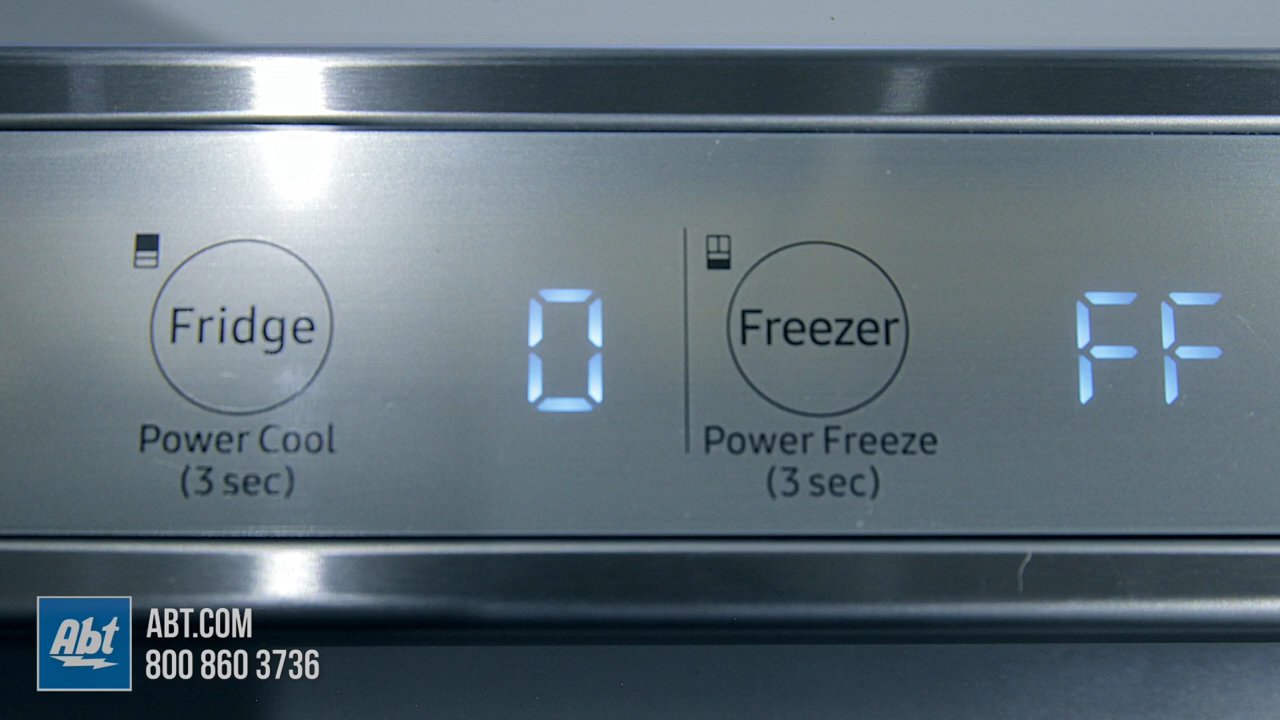 Fridge
Power Cool
(3 sec)
0
Freezer
Power Freeze
(3 sec)
FF
Abt
ABT.COM
800 860 3736